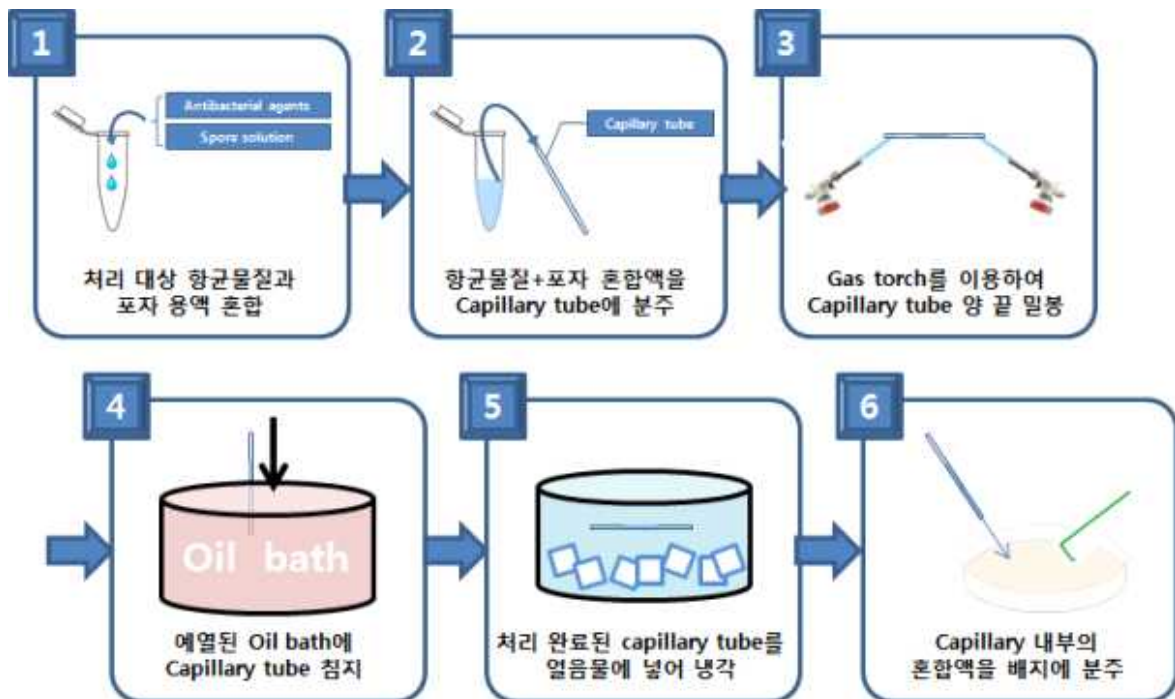 1
Antibacterial agents
Spore solution
처리 대상 항균물질과
포자 용액 혼합
2
Capillary tube
항균물질+포자 혼합액을
Capillary tube에 분주
3
Gas torch를 이용하여
Capillary tube 양 끝 밀봉
4
Oil bath
예열된 Oil bath에
Capillary tube 침지
5
처리 완료된 capillary tube를
얼음물에 넣어 냉각
6
Capillary 내부의
혼합액을 배지에 분주